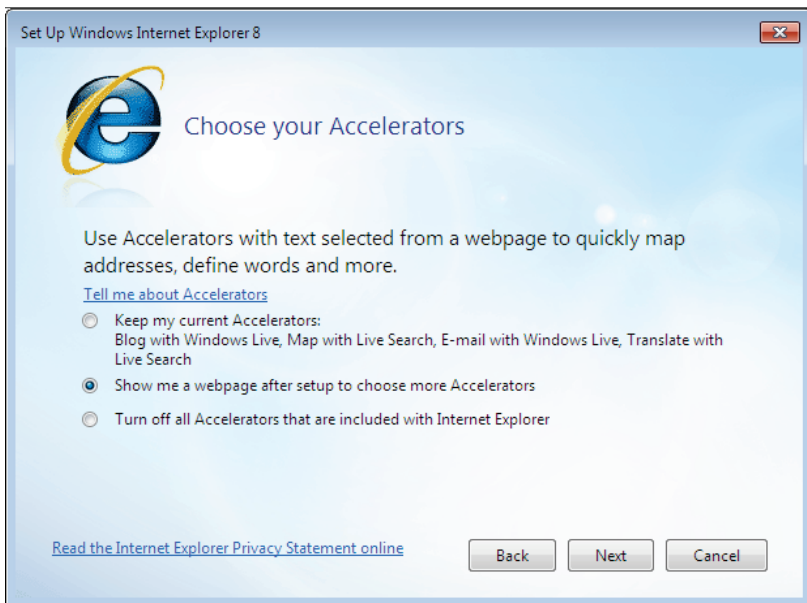 Set Up Windows Internet Explorer 8
Choose your Accelerators
Use Accelerators with text selected from a webpage to quickly map
addresses, define words and more.
Tell me about Accelerators
Keep my current Accelerators:
Blog with Windows Live, Map with Live Search, E-mail with Windows Live, Translate with
Live Search
Show me a webpage after setup to choose more Accelerators
Turn off all Accelerators that are included with Internet Explorer
Read the Internet Explorer Privacy Statement online
Back
Next
Cancel